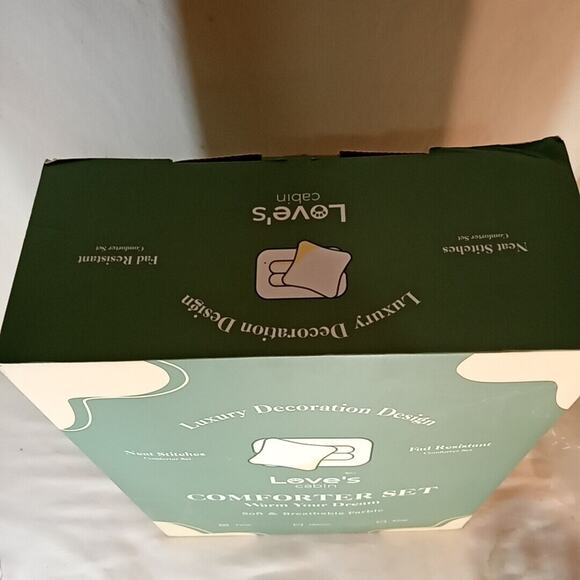 Love's
cabin
Neat Stitches
Comforter Set
Fad Resistant
Comforter Set
Luxury Decoration Design
Luxury Decoration Design
Neat Stitches
Comforter Set
Fad Resistant
Comforter Set
Love's
cabin
COMFORTER SET
Warm Your Dream
Soft & Breathable Farble